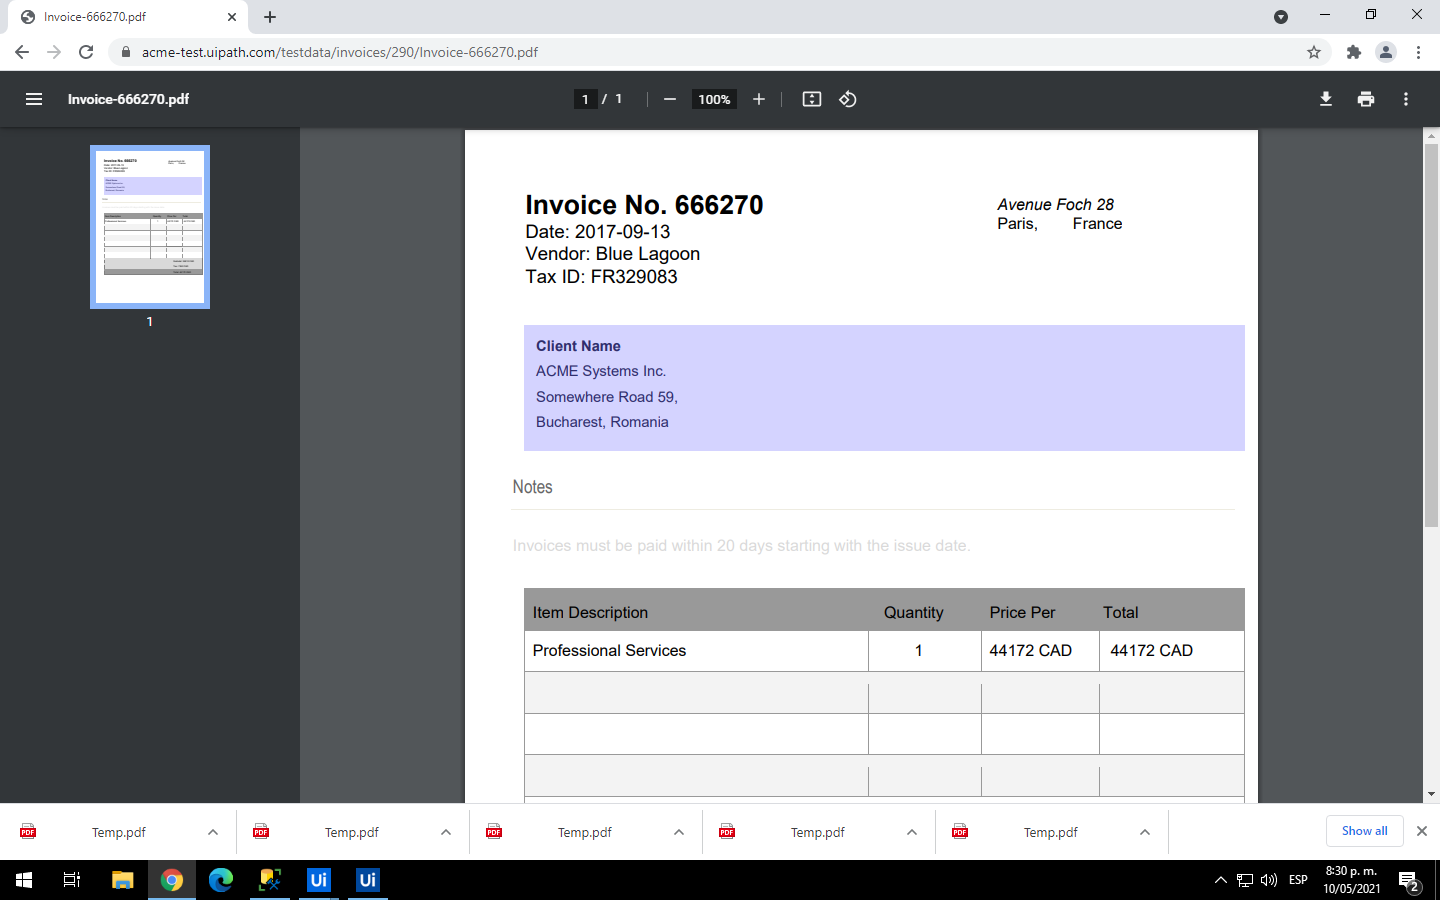 Invoice-666270.pdf
acme-test.uipath.com/testdata/invoices/290/Invoice-666270.pdf
Invoice-666270.pdf
1 / 1
100%
1
Invoice No. 666270
Date: 2017-09-13
Vendor: Blue Lagoon
Tax ID: FR329083
Avenue Foch 28
Paris, France
Client Name
ACME Systems Inc.
Somewhere Road 59,
Bucharest, Romania
Notes
Invoices must be paid within 20 days starting with the issue date.
Item Description Quantity Price Per Total
Professional Services 1 44172 CAD 44172 CAD
PDF Temp.pdf PDF Temp.pdf PDF Temp.pdf PDF Temp.pdf PDF Temp.pdf Show all
Ui Ui ESP
8:30 p. m.
10/05/2021
2